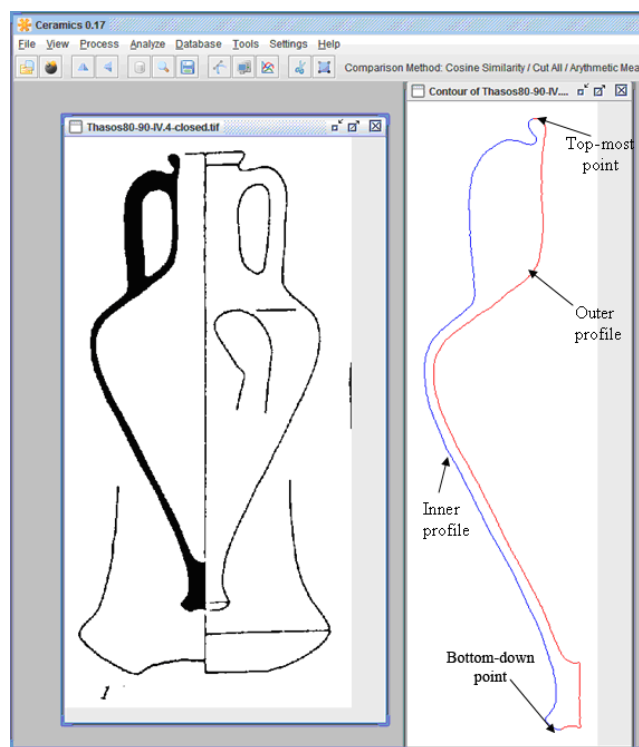 Ceramics 0.17
File View Process Analyze Database Tools Settings Help
Comparison Method: Cosine Similarity / Cut All / Arythmetic Mea
Thasos80-90-IV.4-closed.tif
Contour of Thasos80-90-IV....
Top-most
point
Outer
profile
Inner
profile
Bottom-down
point
1